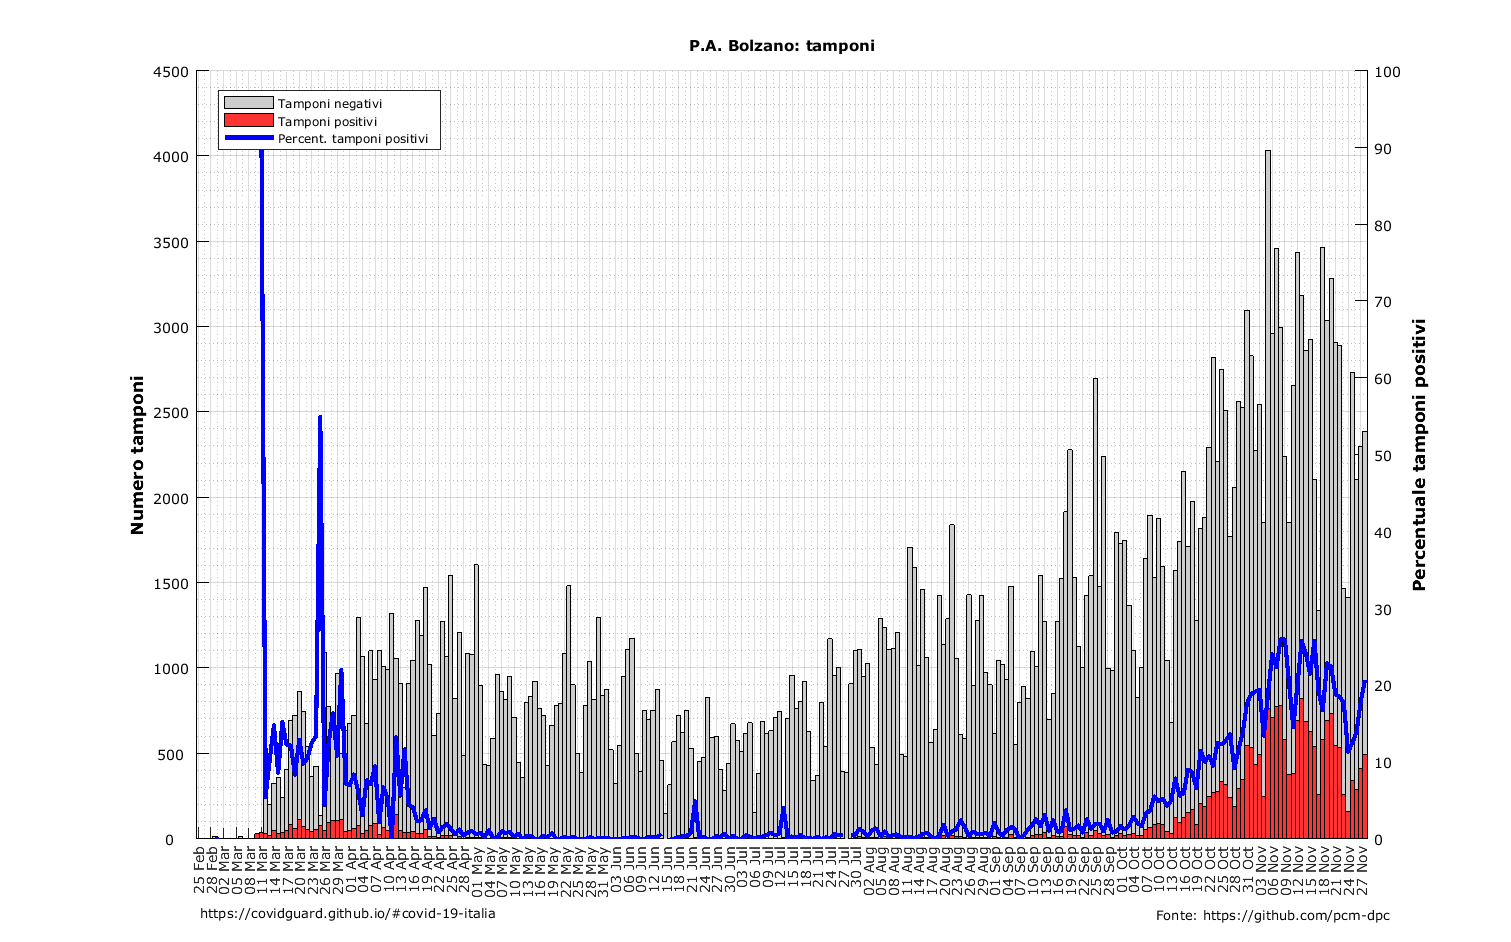 P.A. Bolzano: tamponi
4500
4000
3500
3000
2500
2000
1500
1000
500
0
Numero tamponi
Tamponi negativi
Tamponi positivi
Percent. tamponi positivi
100
90
80
70
60
50
40
30
20
10
0
Percentuale tamponi positivi
25 Feb
28 Feb
02 Mar
05 Mar
08 Mar
11 Mar
14 Mar
17 Mar
20 Mar
23 Mar
26 Mar
29 Mar
01 Apr
04 Apr
07 Apr
10 Apr
13 Apr
16 Apr
19 Apr
22 Apr
25 Apr
28 Apr
01 May
04 May
07 May
10 May
13 May
16 May
19 May
22 May
25 May
28 May
31 May
03 Jun
06 Jun
09 Jun
12 Jun
15 Jun
18 Jun
21 Jun
24 Jun
27 Jun
30 Jun
03 Jul
06 Jul
09 Jul
12 Jul
15 Jul
18 Jul
21 Jul
24 Jul
27 Jul
30 Jul
02 Aug
05 Aug
08 Aug
11 Aug
14 Aug
17 Aug
20 Aug
23 Aug
26 Aug
29 Aug
01 Sep
04 Sep
07 Sep
10 Sep
13 Sep
16 Sep
19 Sep
22 Sep
25 Sep
28 Sep
01 Oct
04 Oct
07 Oct
10 Oct
13 Oct
16 Oct
19 Oct
22 Oct
25 Oct
28 Oct
31 Oct
03 Nov
06 Nov
09 Nov
12 Nov
15 Nov
18 Nov
21 Nov
24 Nov
27 Nov
https://covidguard.github.io/#covid-19-italia
Fonte: https://github.com/pcm-dpc